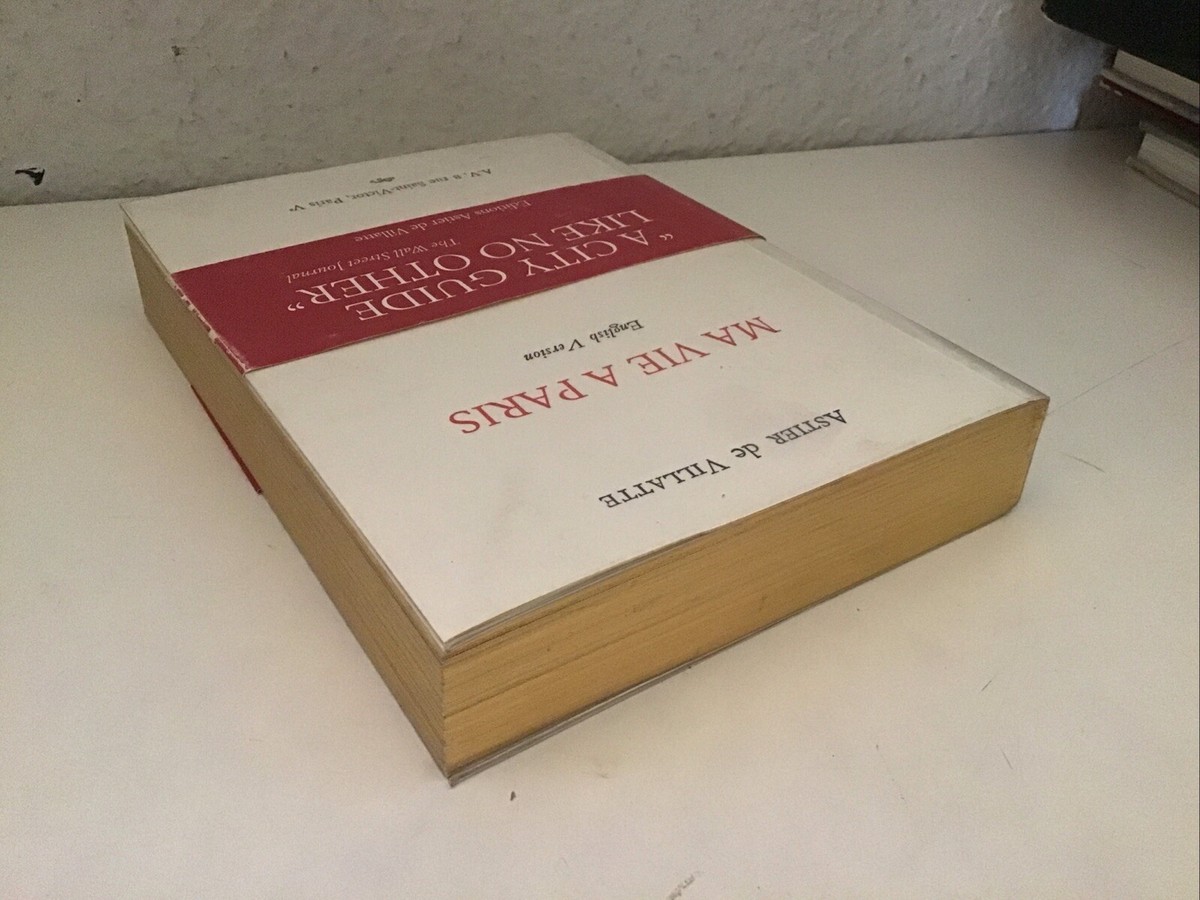 ASTIER de VILLATTE
MA VIE A PARIS
English Version
“A CITY GUIDE
LIKE NO OTHER”
The Wall Street Journal
Editions Astier de Villatte
A.V., 8 rue Saint-Victor, Paris Vᵉ